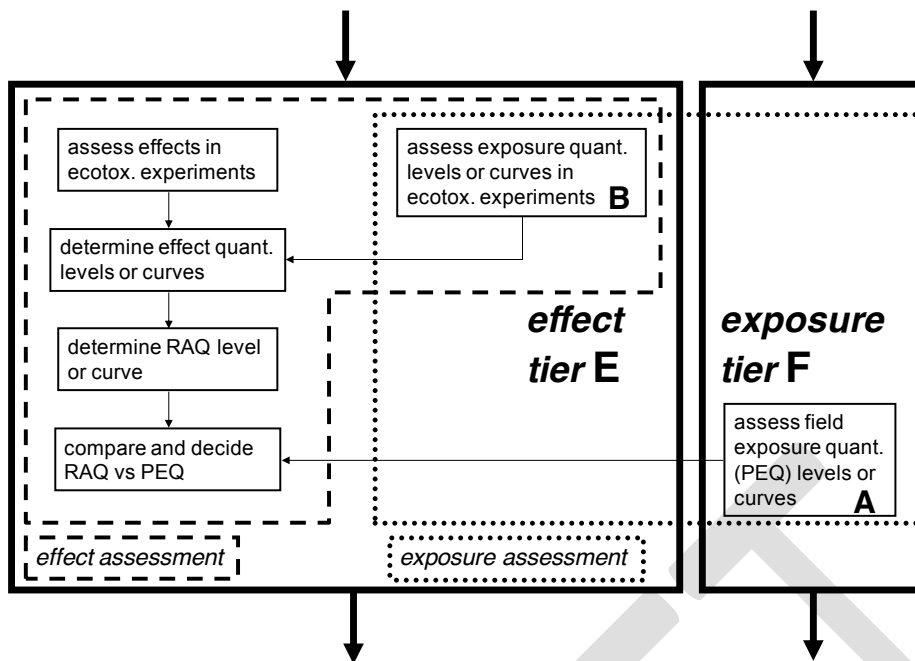 assess effects in
ecotox. experiments
assess exposure quant.
levels or curves in
ecotox. experiments B
determine effect quant.
levels or curves
effect
tier E
exposure
tier F
determine RAQ level
or curve
compare and decide
RAQ vs PEQ
assess field
exposure quant.
(PEQ) levels or
curves A
effect assessment
exposure assessment